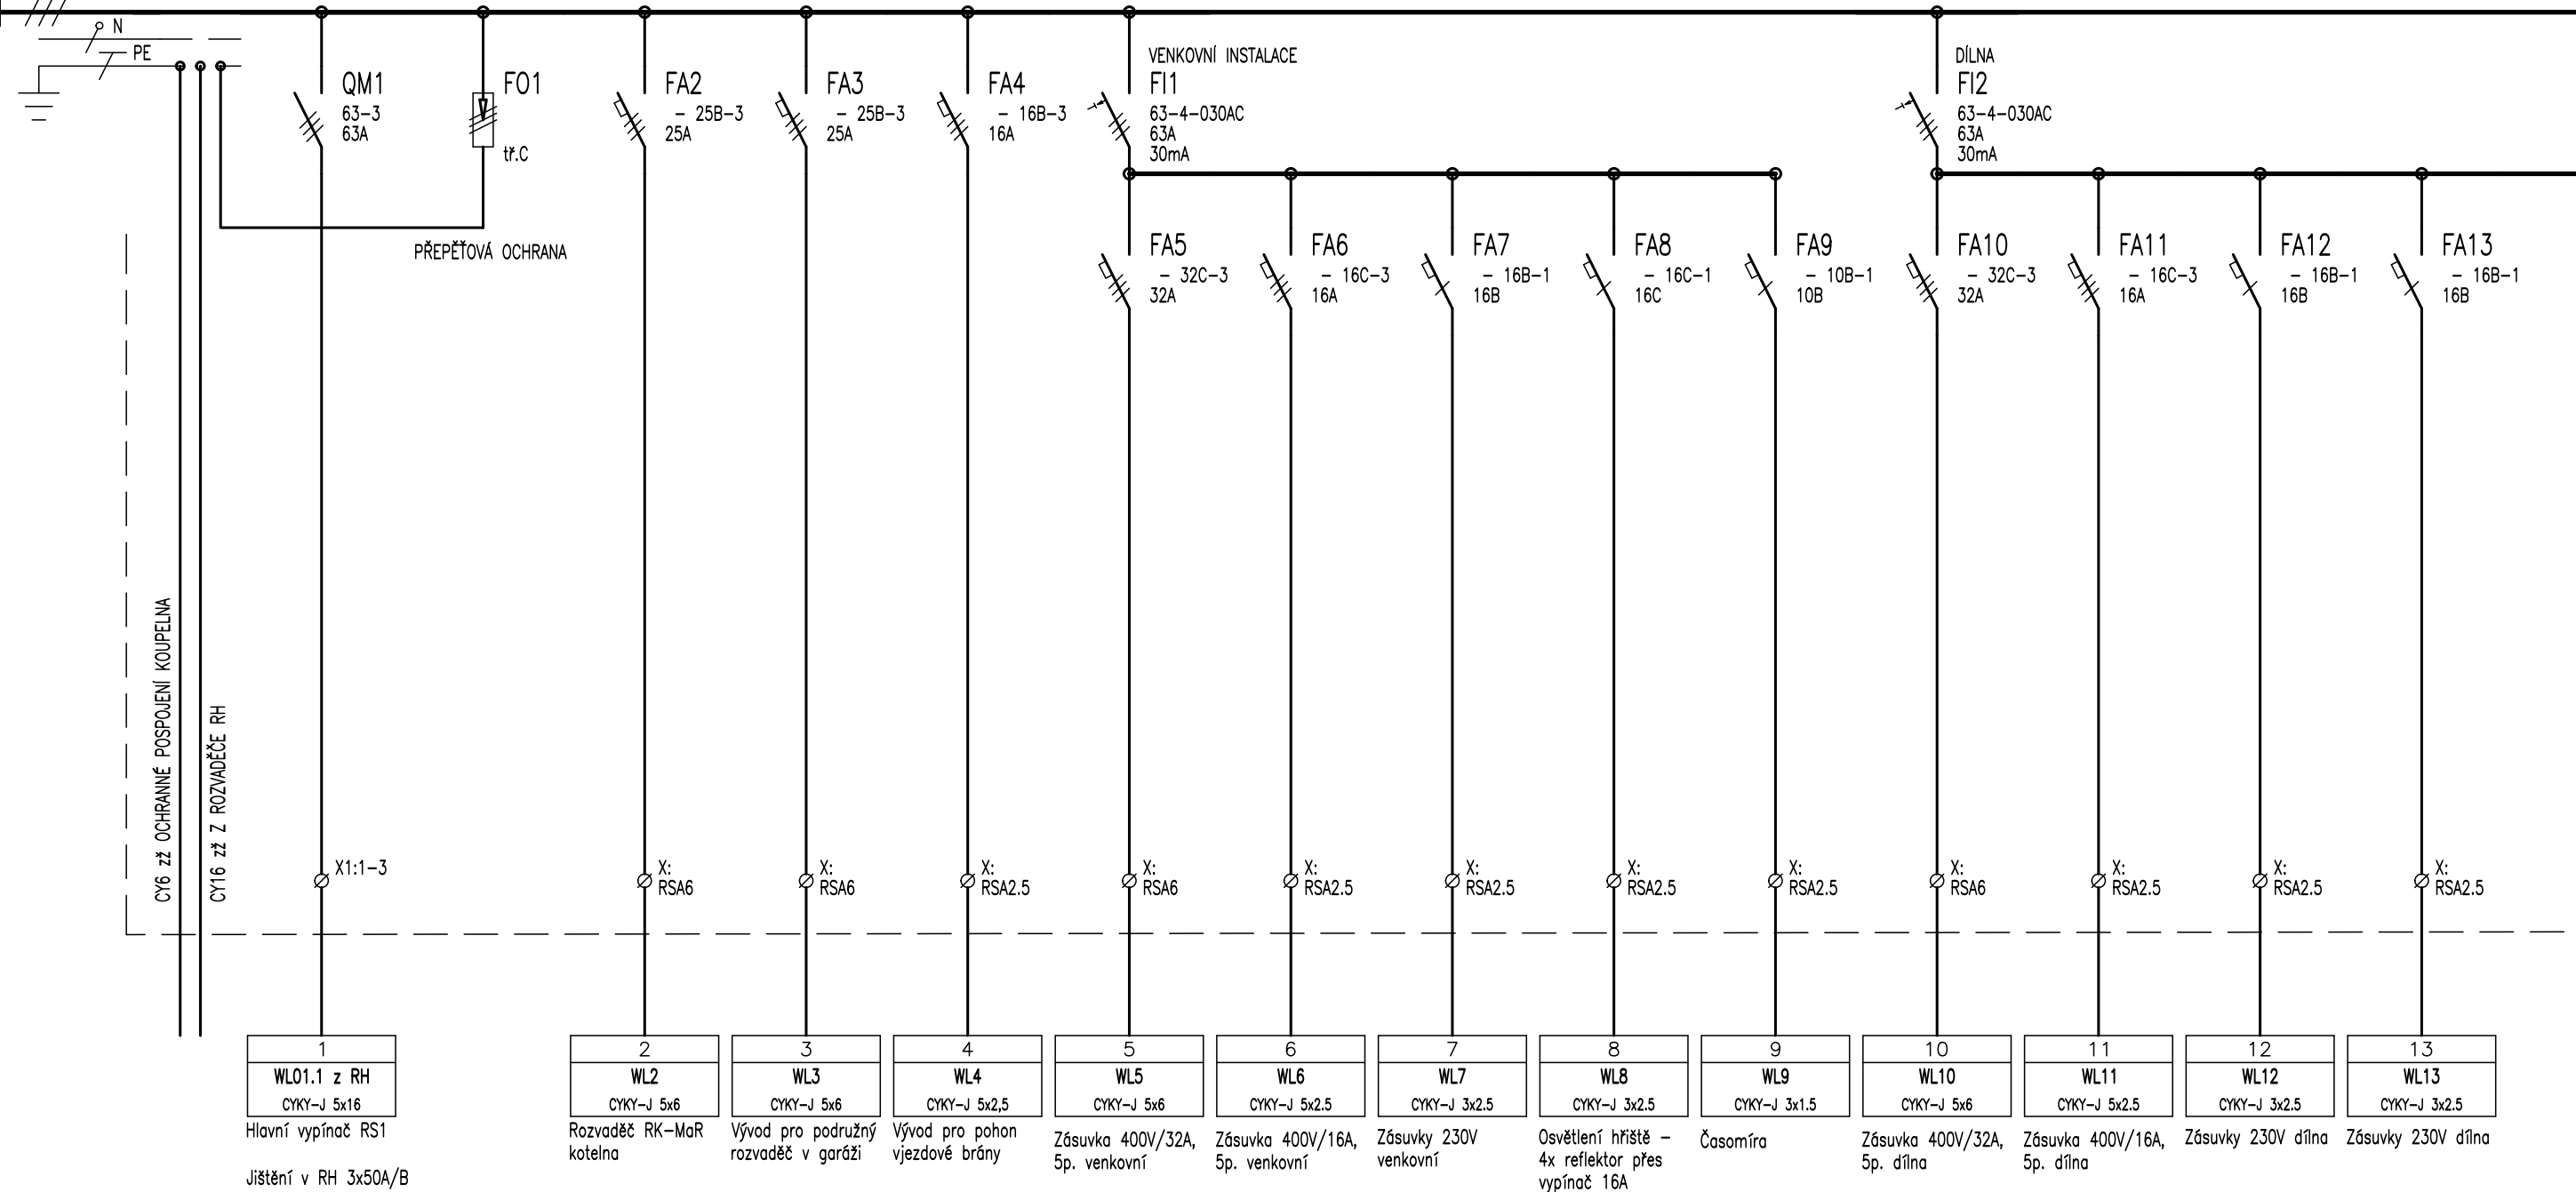 N
PE
QM1
63-3
63A
FO1
tř.C
PŘEPĚŤOVÁ OCHRANA
FA2
- 25B-3
25A
FA3
- 25B-3
25A
FA4
- 16B-3
16A
VENKOVNÍ INSTALACE
FI1
63-4-030AC
63A
30mA
DÍLNA
FI2
63-4-030AC
63A
30mA
FA5
- 32C-3
32A
FA6
- 16C-3
16A
FA7
- 16B-1
16B
FA8
- 16C-1
16C
FA9
- 10B-1
10B
FA10
- 32C-3
32A
FA11
- 16C-3
16A
FA12
- 16B-1
16B
FA13
- 16B-1
16B
CY6 zž OCHRANNÉ POSPOJENÍ KOUPELNA
CY16 zž Z ROZVADĚČE RH
X1:1-3
X:
RSA6
X:
RSA6
X:
RSA2.5
X:
RSA6
X:
RSA2.5
X:
RSA2.5
X:
RSA2.5
X:
RSA2.5
X:
RSA6
X:
RSA2.5
X:
RSA2.5
X:
RSA2.5
1
WL01.1 z RH
CYKY-J 5x16
Hlavní vypínač RS1
Jištění v RH 3x50A/B
2
WL2
CYKY-J 5x6
Rozvaděč RK-MaR
kotelna
3
WL3
CYKY-J 5x6
Vývod pro podružný
rozvaděč v garáži
4
WL4
CYKY-J 5x2,5
Vývod pro pohon
vjezdové brány
5
WL5
CYKY-J 5x6
Zásuvka 400V/32A,
5p. venkovní
6
WL6
CYKY-J 5x2.5
Zásuvka 400V/16A,
5p. venkovní
7
WL7
CYKY-J 3x2.5
Zásuvky 230V
venkovní
8
WL8
CYKY-J 3x2.5
Osvětlení hřiště -
4x reflektor přes
vypínač 16A
9
WL9
CYKY-J 3x1.5
Časomíra
10
WL10
CYKY-J 5x6
Zásuvka 400V/32A,
5p. dílna
11
WL11
CYKY-J 5x2.5
Zásuvka 400V/16A,
5p. dílna
12
WL12
CYKY-J 3x2.5
Zásuvky 230V dílna
13
WL13
CYKY-J 3x2.5
Zásuvky 230V dílna